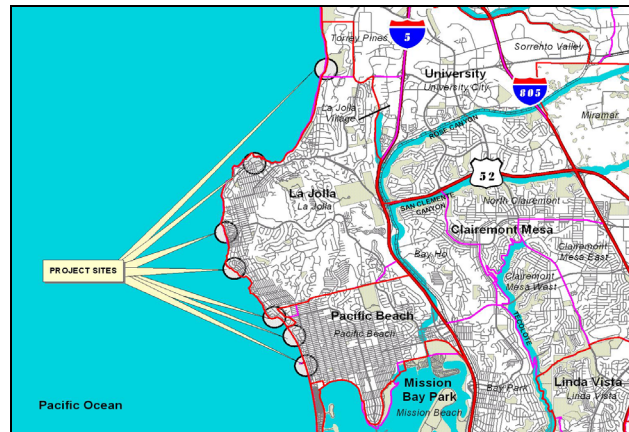 Torrey Pines
5
Sorrento Valley
University
University City
805
La Jolla
Village
Miramar
ROSE CANYON
52
La Jolla
La Jolla
SAN CLEMENTE
CANYON
North Clairemont
Clairemont Mesa
Bay Ho
Clairemont
Mesa East
PROJECT SITES
Clairemont
Mesa West
Pacific Beach
Pacific Beach
TECOLOTE
Mission
Bay Park
Mission Beach
Bay Park
Linda Vista
Linda Vista
Pacific Ocean